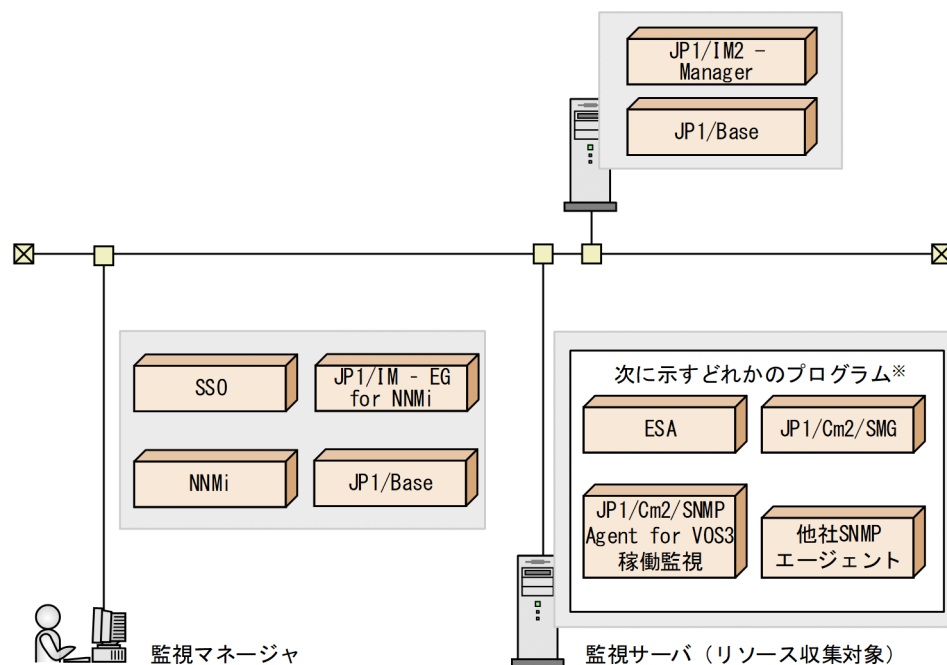 JP1/IM2 -
Manager
JP1/Base
SSO
JP1/IM - EG
for NNMi
NNMi
JP1/Base
次に示すどれかのプログラム※
ESA
JP1/Cm2/SMG
JP1/Cm2/SNMP
Agent for VOS3
稼働監視
他社SNMP
エージェント
監視マネージャ
監視サーバ（リソース収集対象）